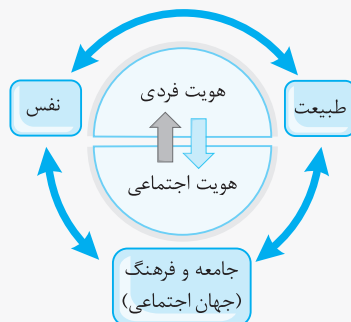 هویت فردی
طبیعت
نفس
هویت اجتماعی
جامعه و فرهنگ
(جهان اجتماعی)